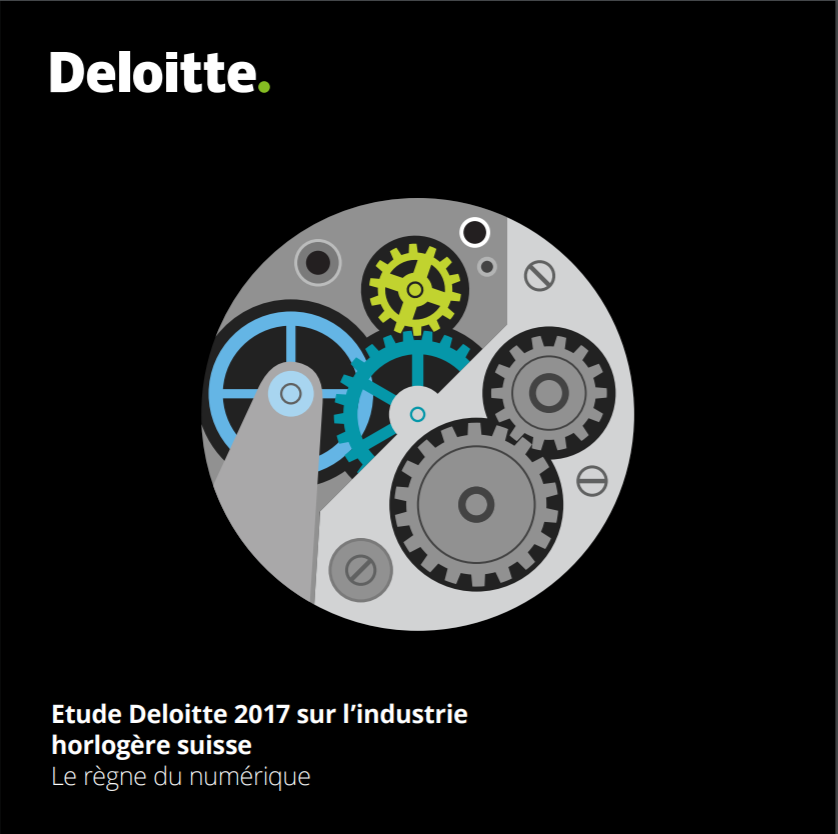 Deloitte.
Etude Deloitte 2017 sur l’industrie
horlogère suisse
Le règne du numérique